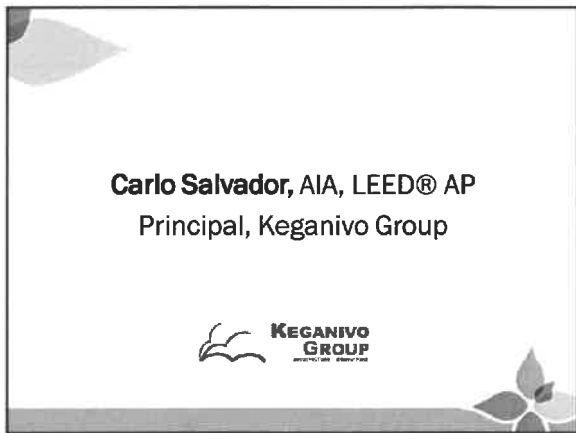 Carlo Salvador, AIA, LEED® AP
Principal, Keganivo Group
KEGANIVO
GROUP